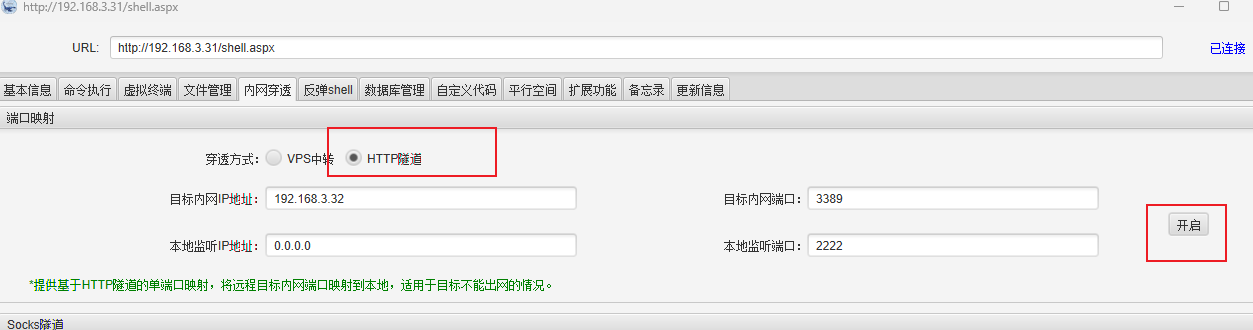 http://192.168.3.31/shell.aspx
URL: http://192.168.3.31/shell.aspx 已连接
基本信息 命令执行 虚拟终端 文件管理 内网穿透 反弹shell 数据库管理 自定义代码 平行空间 扩展功能 备忘录 更新信息
端口映射
穿透方式： VPS中转 HTTP隧道
目标内网IP地址： 192.168.3.32 目标内网端口： 3389
开启
本地监听IP地址： 0.0.0.0 本地监听端口： 2222
*提供基于HTTP隧道的单端口映射，将远程目标内网端口映射到本地，适用于目标不能出网的情况。
Socks隧道